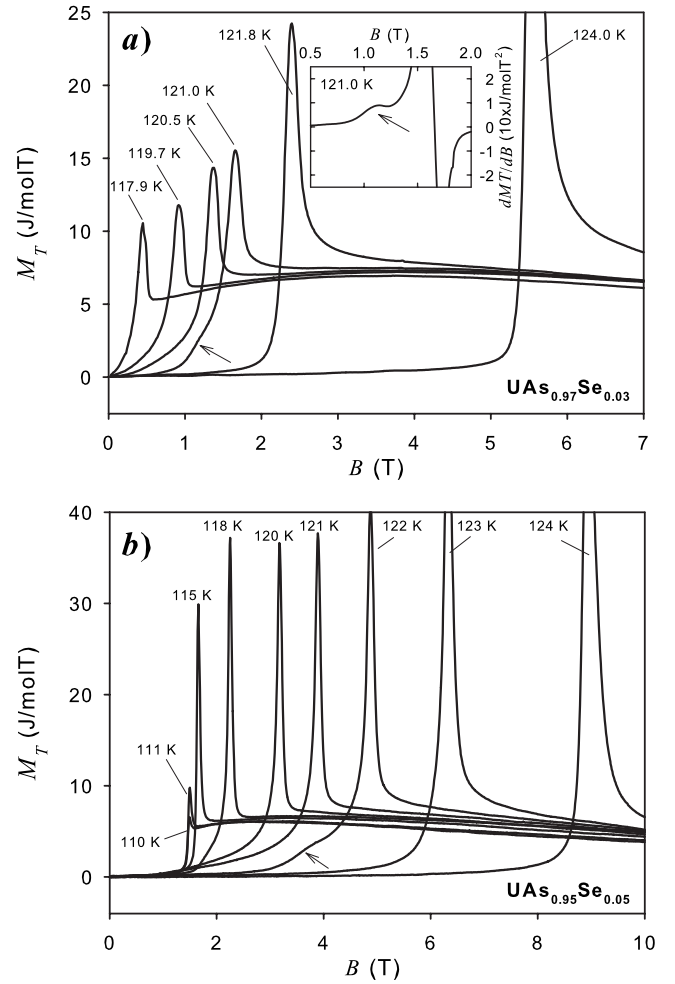 a)
25
20
15
10
5
0
M_T (J/molT)
117.9 K
119.7 K
120.5 K
121.0 K
121.8 K
124.0 K
B (T)
0.5 1.0 1.5 2.0
121.0 K
2
1
0
-1
-2
dMT/dB (10xJ/molT²)
UAs₀.₉₇Se₀.₀₃
0 1 2 3 4 5 6 7
B (T)
b)
40
30
20
10
0
M_T (J/molT)
110 K
111 K
115 K
118 K
120 K
121 K
122 K
123 K
124 K
UAs₀.₉₅Se₀.₀₅
0 2 4 6 8 10
B (T)